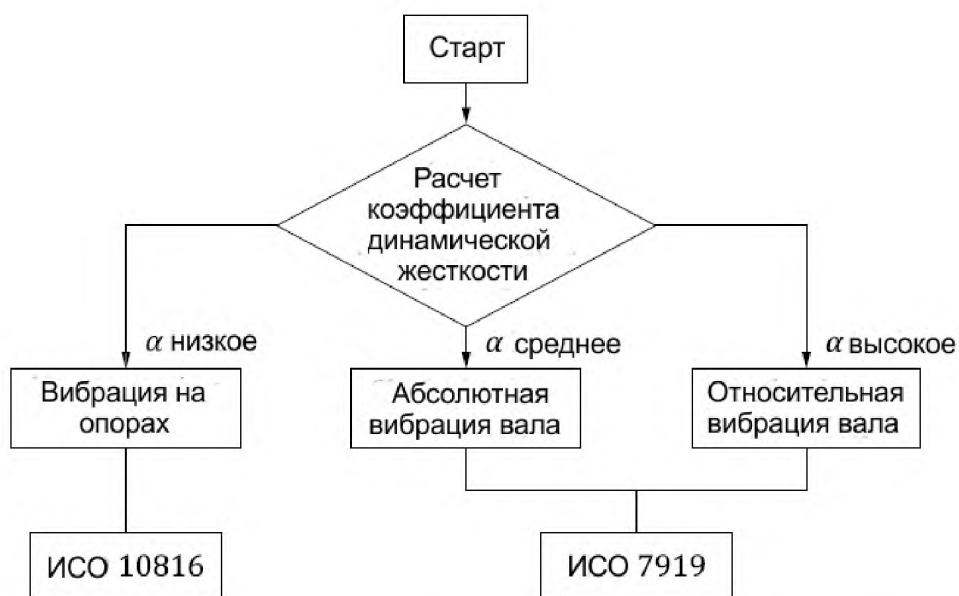 Старт
Расчет
коэффициента
динамической
жесткости
α низкое
α среднее
α высокое
Вибрация на
опорах
Абсолютная
вибрация вала
Относительная
вибрация вала
ИСО 10816
ИСО 7919